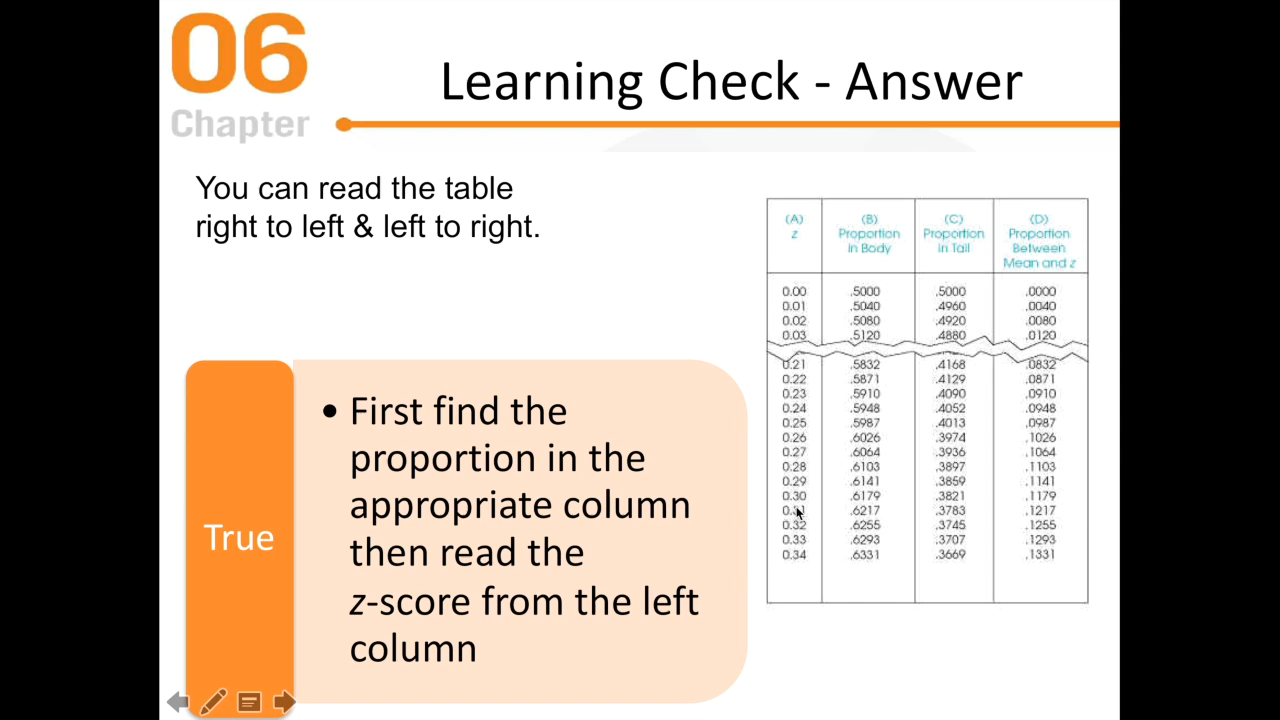 06
Chapter
Learning Check - Answer
You can read the table
right to left & left to right.
True
• First find the
proportion in the
appropriate column
then read the
z-score from the left
column
(A) (B) (C) (D)
z Proportion Proportion Proportion
in Body in Tail Between
Mean and z
0.00 .5000 .5000 .0000
0.01 .5040 .4960 .0040
0.02 .5080 .4920 .0080
0.03 .5120 .4880 .0120
0.21 .5832 .4168 .0832
0.22 .5871 .4129 .0871
0.23 .5910 .4090 .0910
0.24 .5948 .4052 .0948
0.25 .5987 .4013 .0987
0.26 .6026 .3974 .1026
0.27 .6064 .3936 .1064
0.28 .6103 .3897 .1103
0.29 .6141 .3859 .1141
0.30 .6179 .3821 .1179
.6217 .3783 .1217
0.32 .6255 .3745 .1255
0.33 .6293 .3707 .1293
0.34 .6331 .3669 .1331